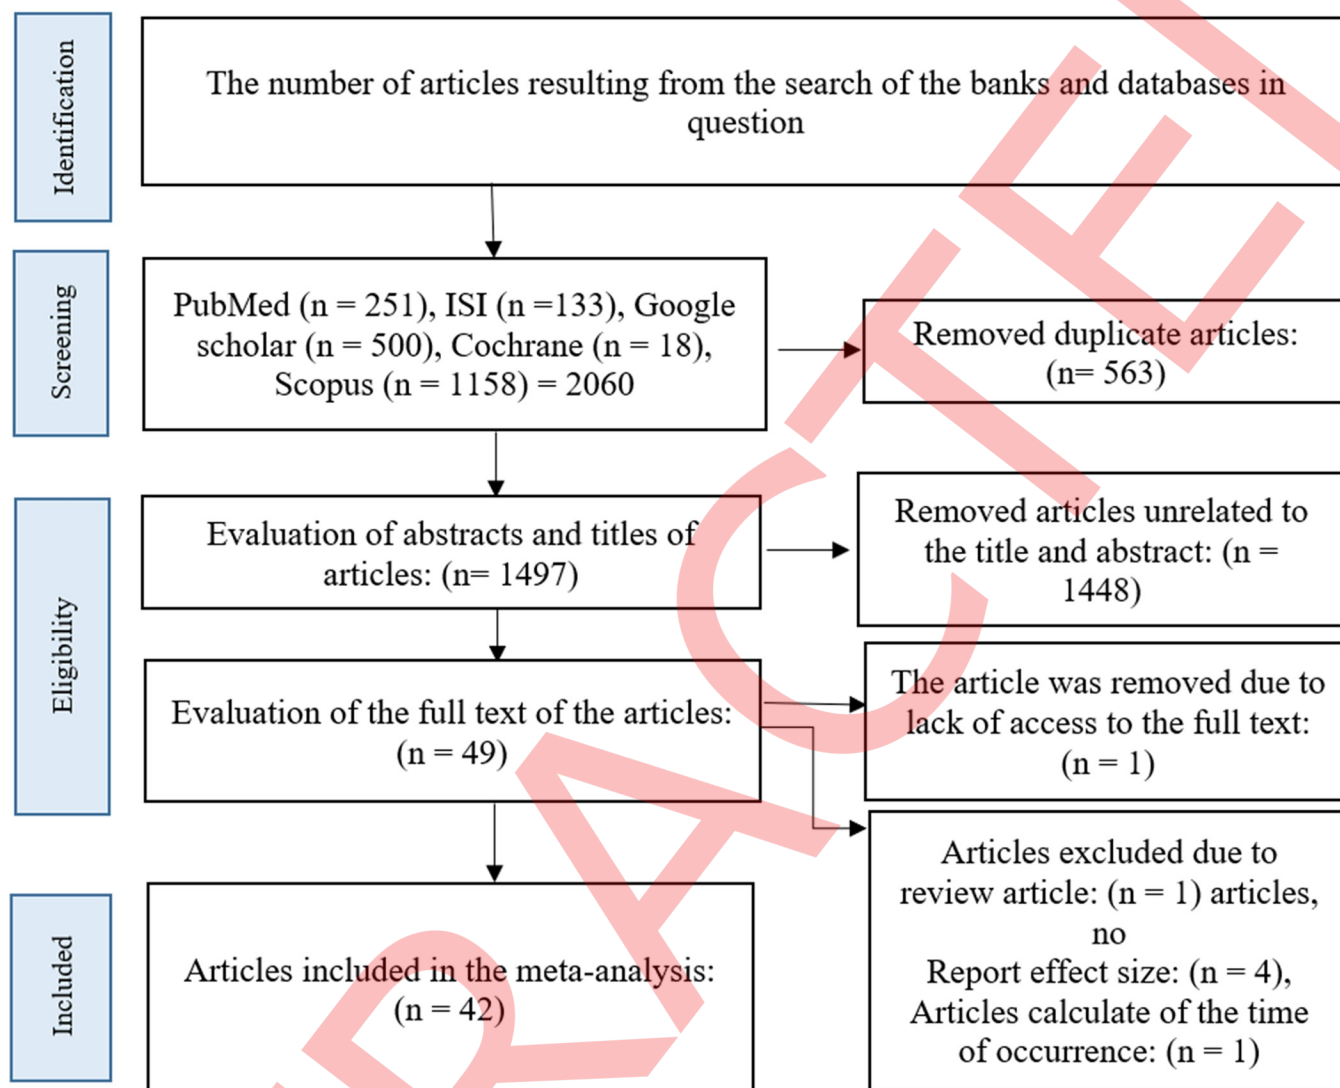 Identification
The number of articles resulting from the search of the banks and databases in
question
Screening
PubMed (n = 251), ISI (n =133), Google
scholar (n = 500), Cochrane (n = 18),
Scopus (n = 1158) = 2060
Removed duplicate articles:
(n= 563)
Eligibility
Evaluation of abstracts and titles of
articles: (n= 1497)
Removed articles unrelated to
the title and abstract: (n =
1448)
Evaluation of the full text of the articles:
(n = 49)
The article was removed due to
lack of access to the full text:
(n = 1)
Articles excluded due to
review article: (n = 1) articles,
no
Report effect size: (n = 4),
Articles calculate of the time
of occurrence: (n = 1)
Included
Articles included in the meta-analysis:
(n = 42)
RACTE